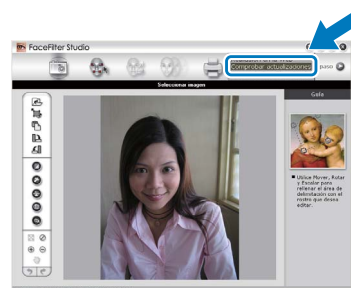 FaceFilter Studio
Comprobar actualizaciones
paso
Seleccionar imagen
Guía
Utilice Mover, Rotar
y Escalar para
rellenar el área de
delimitación con el
rostro que desea
editar.